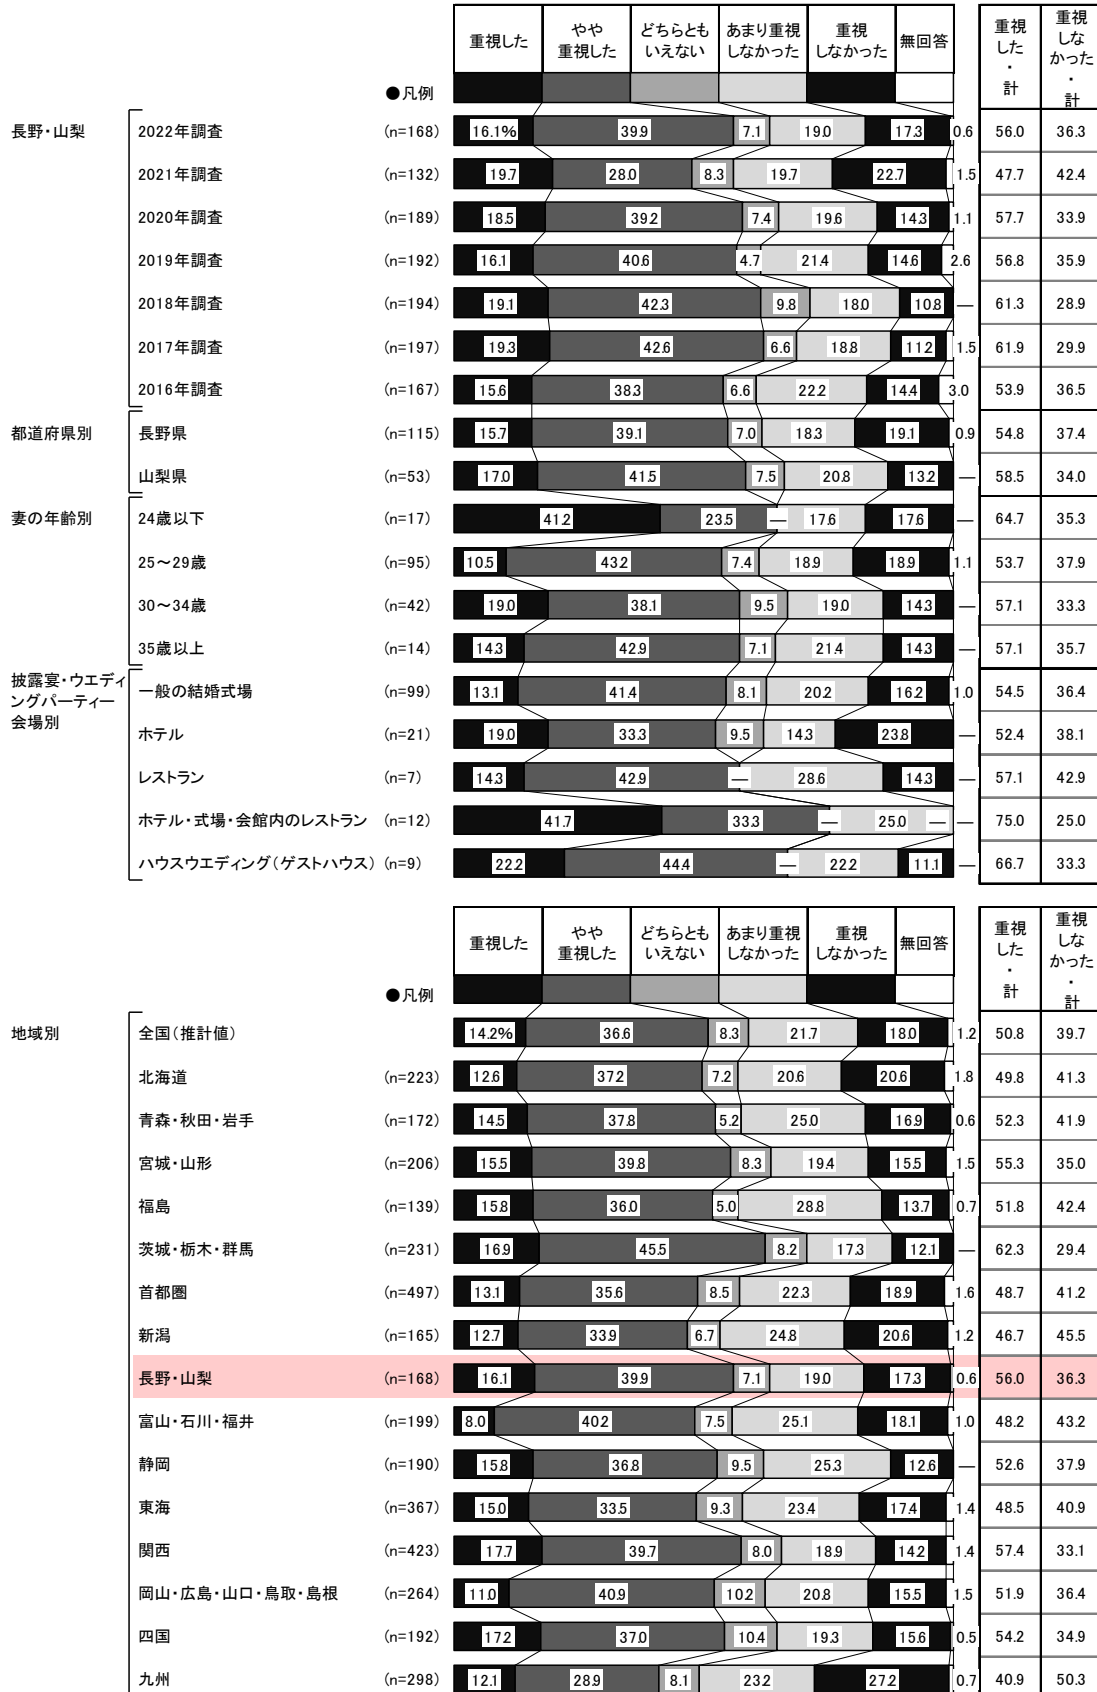 重視した
やや
重視した
どちらとも
いえない
あまり重視
しなかった
重視
しなかった
無回答
重視
した
・
計
重視
しな
かった
・
計
●凡例
長野・山梨
2022年調査 (n=168) 16.1% 39.9 7.1 19.0 17.3 0.6 56.0 36.3
2021年調査 (n=132) 19.7 28.0 8.3 19.7 22.7 1.5 47.7 42.4
2020年調査 (n=189) 18.5 39.2 7.4 19.6 14.3 1.1 57.7 33.9
2019年調査 (n=192) 16.1 40.6 4.7 21.4 14.6 2.6 56.8 35.9
2018年調査 (n=194) 19.1 42.3 9.8 18.0 10.8 — 61.3 28.9
2017年調査 (n=197) 19.3 42.6 6.6 18.8 11.2 1.5 61.9 29.9
2016年調査 (n=167) 15.6 38.3 6.6 22.2 14.4 3.0 53.9 36.5
都道府県別
長野県 (n=115) 15.7 39.1 7.0 18.3 19.1 0.9 54.8 37.4
山梨県 (n=53) 17.0 41.5 7.5 20.8 13.2 — 58.5 34.0
妻の年齢別
24歳以下 (n=17) 41.2 23.5 — 17.6 17.6 — 64.7 35.3
25～29歳 (n=95) 10.5 43.2 7.4 18.9 18.9 1.1 53.7 37.9
30～34歳 (n=42) 19.0 38.1 9.5 19.0 14.3 — 57.1 33.3
35歳以上 (n=14) 14.3 42.9 7.1 21.4 14.3 — 57.1 35.7
披露宴・ウエディ
ングパーティー
会場別
一般の結婚式場 (n=99) 13.1 41.4 8.1 20.2 16.2 1.0 54.5 36.4
ホテル (n=21) 19.0 33.3 9.5 14.3 23.8 — 52.4 38.1
レストラン (n=7) 14.3 42.9 — 28.6 14.3 — 57.1 42.9
ホテル・式場・会館内のレストラン (n=12) 41.7 33.3 — 25.0 — — 75.0 25.0
ハウスウエディング(ゲストハウス) (n=9) 22.2 44.4 — 22.2 11.1 — 66.7 33.3
重視した
やや
重視した
どちらとも
いえない
あまり重視
しなかった
重視
しなかった
無回答
重視
した
・
計
重視
しな
かった
・
計
●凡例
地域別
全国(推計値) 14.2% 36.6 8.3 21.7 18.0 1.2 50.8 39.7
北海道 (n=223) 12.6 37.2 7.2 20.6 20.6 1.8 49.8 41.3
青森・秋田・岩手 (n=172) 14.5 37.8 5.2 25.0 16.9 0.6 52.3 41.9
宮城・山形 (n=206) 15.5 39.8 8.3 19.4 15.5 1.5 55.3 35.0
福島 (n=139) 15.8 36.0 5.0 28.8 13.7 0.7 51.8 42.4
茨城・栃木・群馬 (n=231) 16.9 45.5 8.2 17.3 12.1 — 62.3 29.4
首都圏 (n=497) 13.1 35.6 8.5 22.3 18.9 1.6 48.7 41.2
新潟 (n=165) 12.7 33.9 6.7 24.8 20.6 1.2 46.7 45.5
長野・山梨 (n=168) 16.1 39.9 7.1 19.0 17.3 0.6 56.0 36.3
富山・石川・福井 (n=199) 8.0 40.2 7.5 25.1 18.1 1.0 48.2 43.2
静岡 (n=190) 15.8 36.8 9.5 25.3 12.6 — 52.6 37.9
東海 (n=367) 15.0 33.5 9.3 23.4 17.4 1.4 48.5 40.9
関西 (n=423) 17.7 39.7 8.0 18.9 14.2 1.4 57.4 33.1
岡山・広島・山口・鳥取・島根 (n=264) 11.0 40.9 10.2 20.8 15.5 1.5 51.9 36.4
四国 (n=192) 17.2 37.0 10.4 19.3 15.6 0.5 54.2 34.9
九州 (n=298) 12.1 28.9 8.1 23.2 27.2 0.7 40.9 50.3